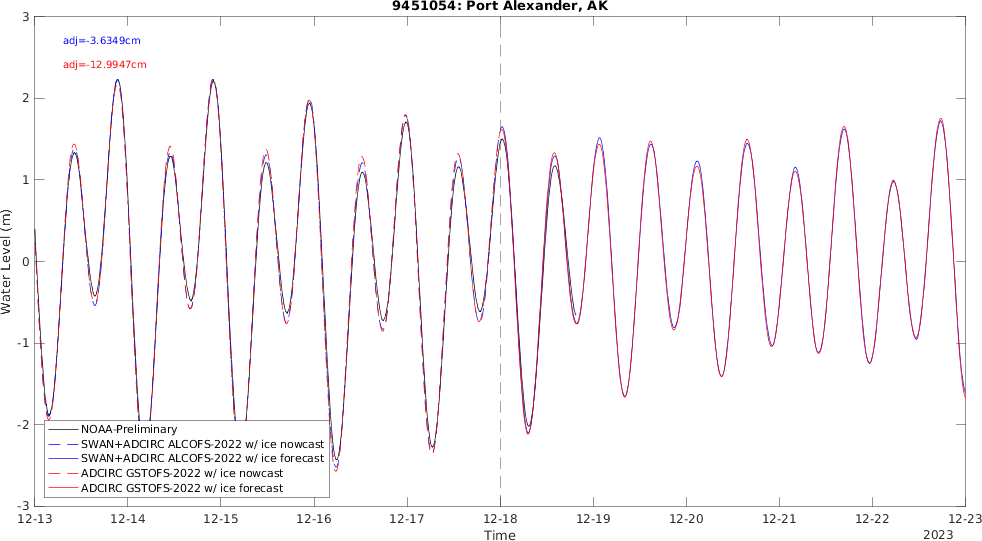 9451054: Port Alexander, AK
adj=-3.6349cm
adj=-12.9947cm
3
2
1
0
-1
-2
-3
Water Level (m)
NOAA-Preliminary
SWAN+ADCIRC ALCOFS-2022 w/ ice nowcast
SWAN+ADCIRC ALCOFS-2022 w/ ice forecast
ADCIRC GSTOFS-2022 w/ ice nowcast
ADCIRC GSTOFS-2022 w/ ice forecast
12-13 12-14 12-15 12-16 12-17 12-18 12-19 12-20 12-21 12-22 12-23
Time
2023